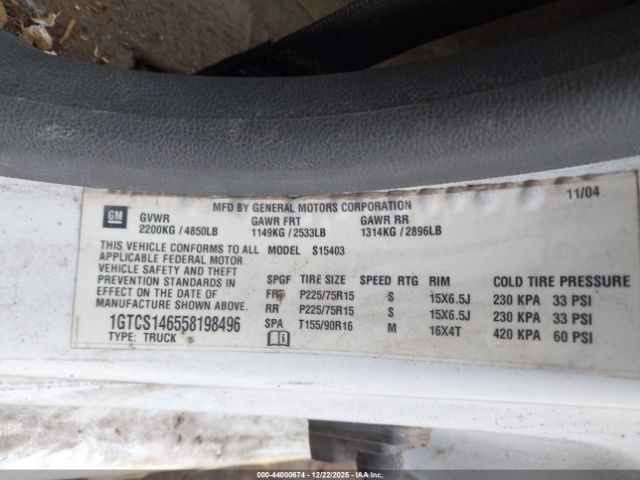 MFD BY GENERAL MOTORS CORPORATION 11/04
GM
GVWR GAWR FRT GAWR RR
2200KG / 4850LB 1149KG / 2533LB 1314KG / 2896LB
THIS VEHICLE CONFORMS TO ALL MODEL S15403
APPLICABLE FEDERAL MOTOR
VEHICLE SAFETY AND THEFT
PREVENTION STANDARDS IN
EFFECT ON THE DATE OF
MANUFACTURE SHOWN ABOVE.
1GTCS146558198496
TYPE: TRUCK
SPGF TIRE SIZE SPEED RTG RIM COLD TIRE PRESSURE
FRT P225/75R15 S 15X6.5J 230 KPA 33 PSI
RR P225/75R15 S 15X6.5J 230 KPA 33 PSI
SPA T155/90R16 M 16X4T 420 KPA 60 PSI
000-44000674 | 12/22/2025 - IAAI.COM